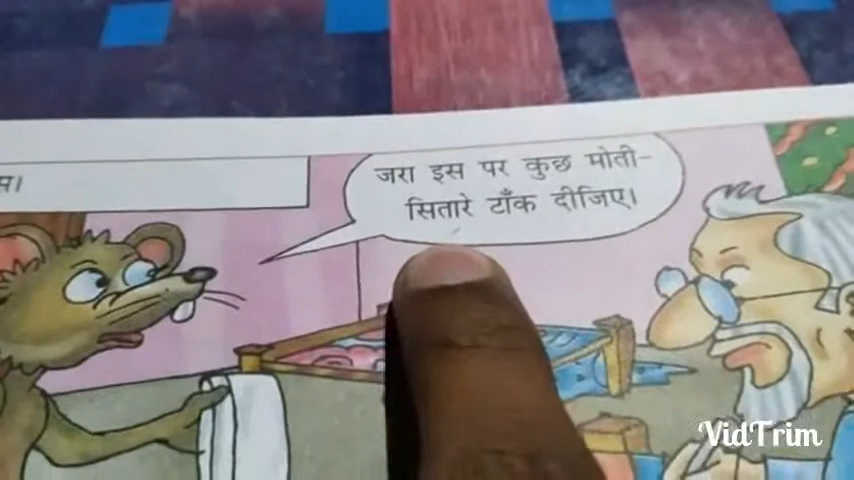 स।
जरा इस पर कुछ मोती-
सितारे टाँक दीजिए।
VidTrim